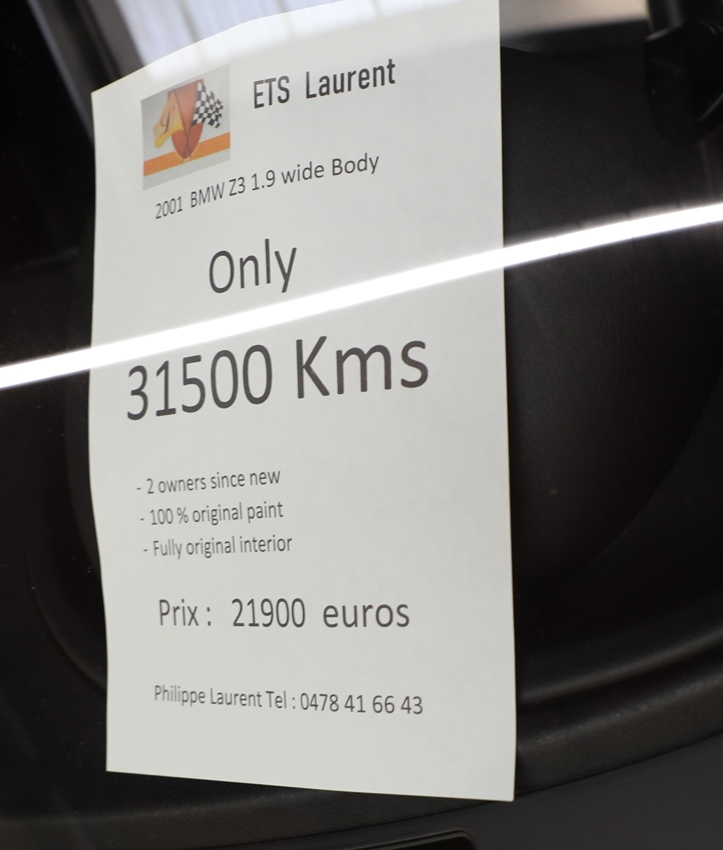 ETS Laurent
2001 BMW Z3 1.9 wide Body
Only
31500 Kms
- 2 owners since new
- 100 % original paint
- Fully original interior
Prix : 21900 euros
Philippe Laurent Tel : 0478 41 66 43